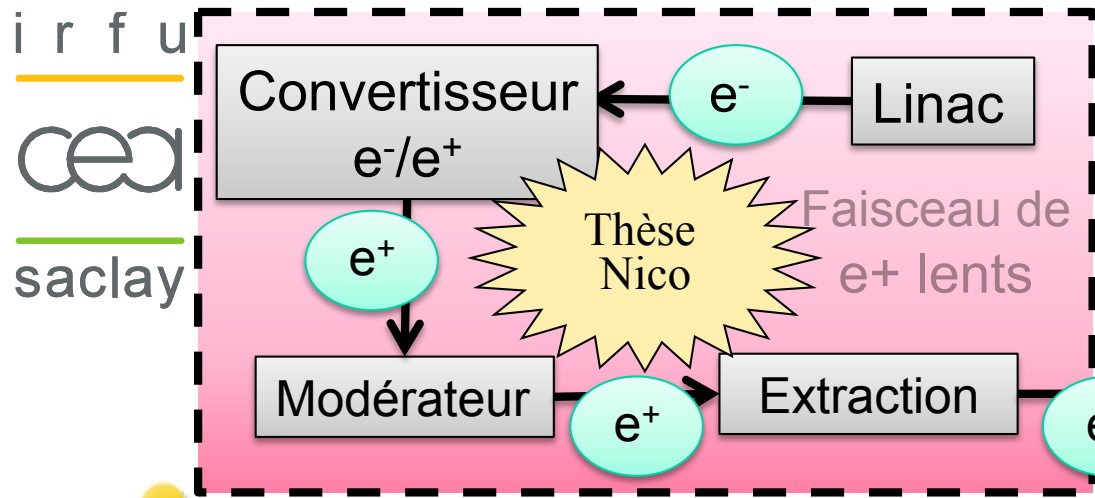 i r f u
cea
saclay
Convertisseur
e⁻/e⁺
e⁻
Linac
Thèse
Nico
Faisceau de
e+ lents
e⁺
Modérateur
e⁺
Extraction